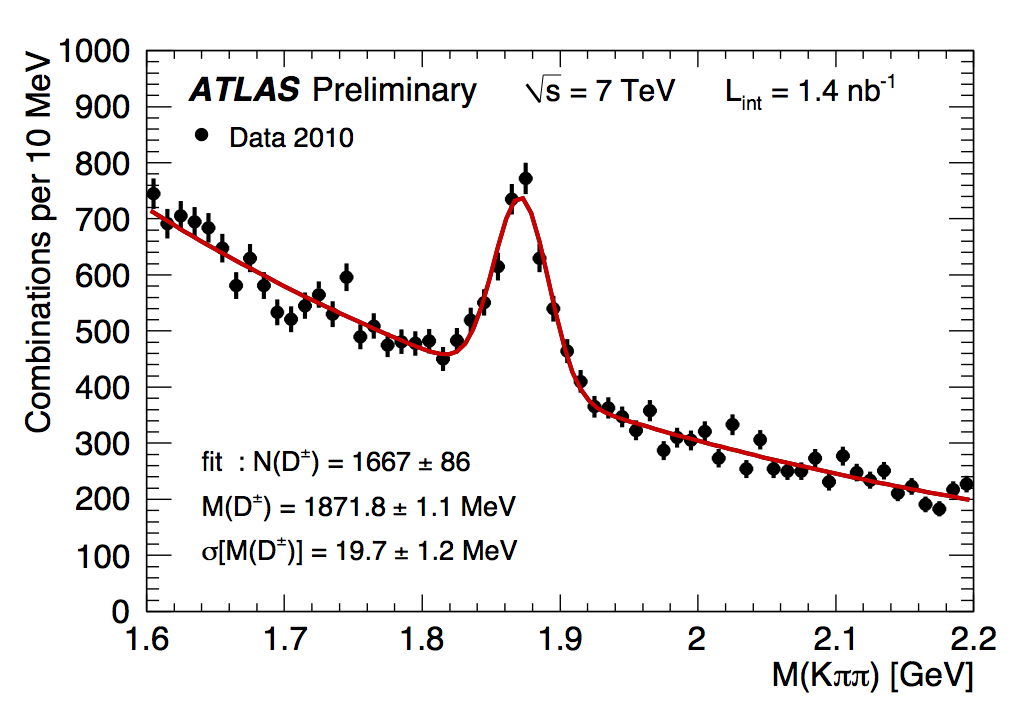 Combinations per 10 MeV
1000
900
800
700
600
500
400
300
200
100
0
ATLAS Preliminary √s = 7 TeV L_int = 1.4 nb⁻¹
Data 2010
fit : N(D±) = 1667 ± 86
M(D±) = 1871.8 ± 1.1 MeV
σ[M(D±)] = 19.7 ± 1.2 MeV
1.6 1.7 1.8 1.9 2 2.1 2.2
M(Kππ) [GeV]